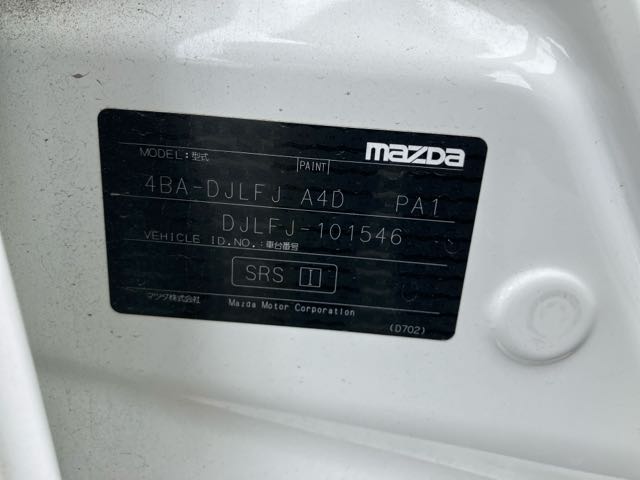 mazda
MODEL:型式 PAINT
4BA-DJLFJ A4D PA1
DJLFJ-101546
VEHICLE ID.NO.:車台番号
SRS I
マツダ株式会社 Mazda Motor Corporation
(D702)